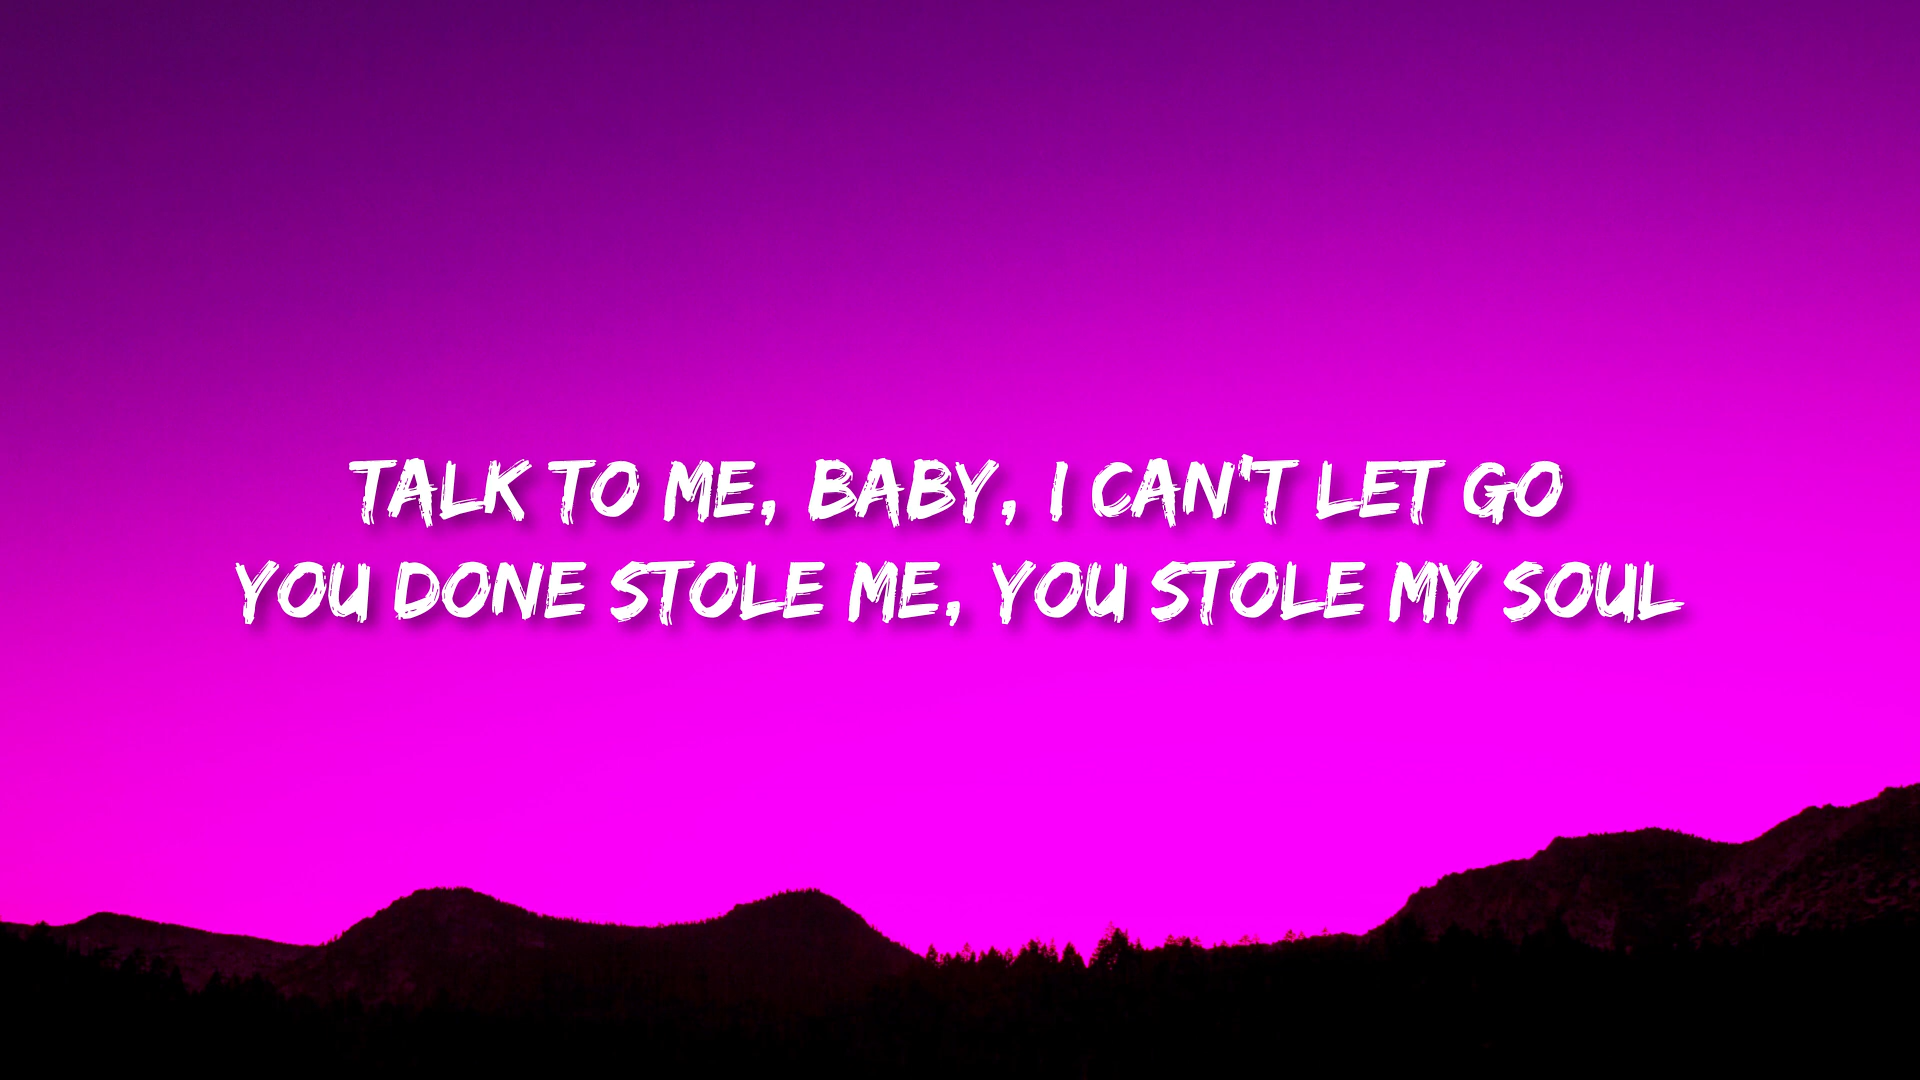 TALK TO ME, BABY, I CAN'T LET GO
YOU DONE STOLE ME, YOU STOLE MY SOUL